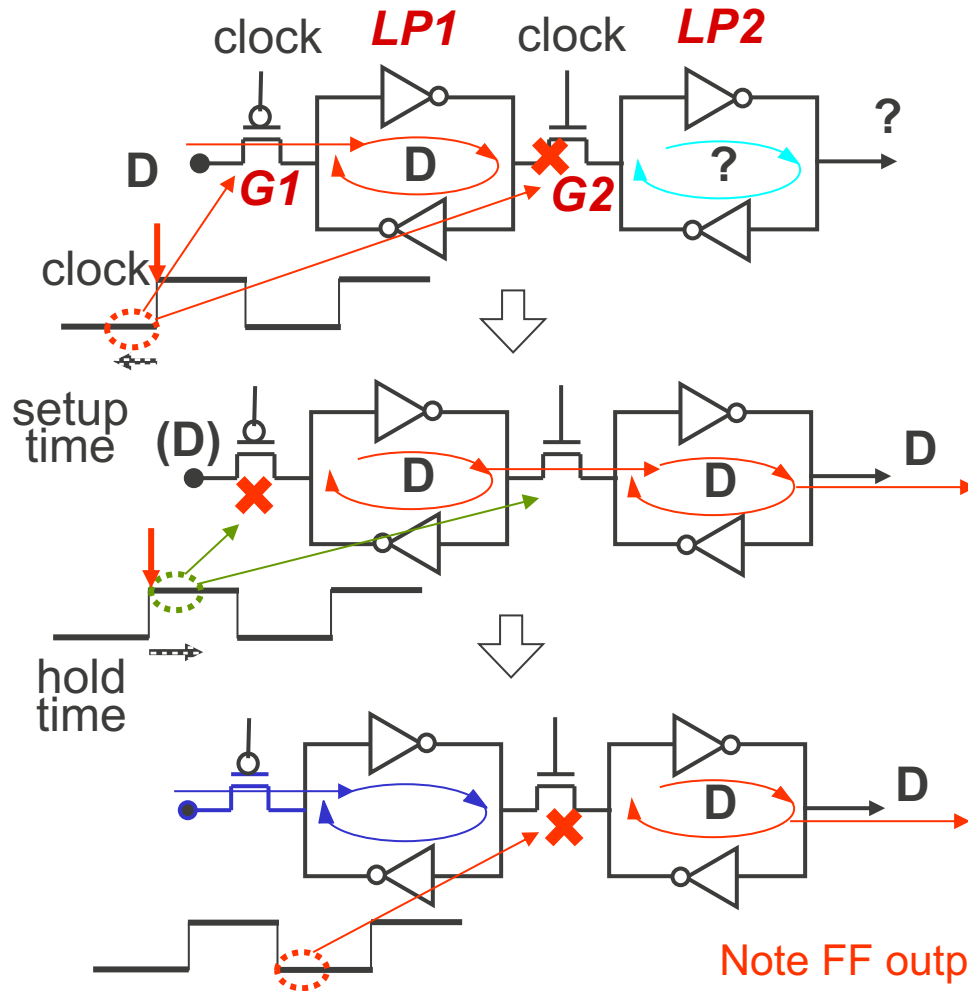 clock LP1 clock LP2
?
D G1 D G2 ?
clock
setup
time
(D) D D D
hold
time
D D
Note FF outp